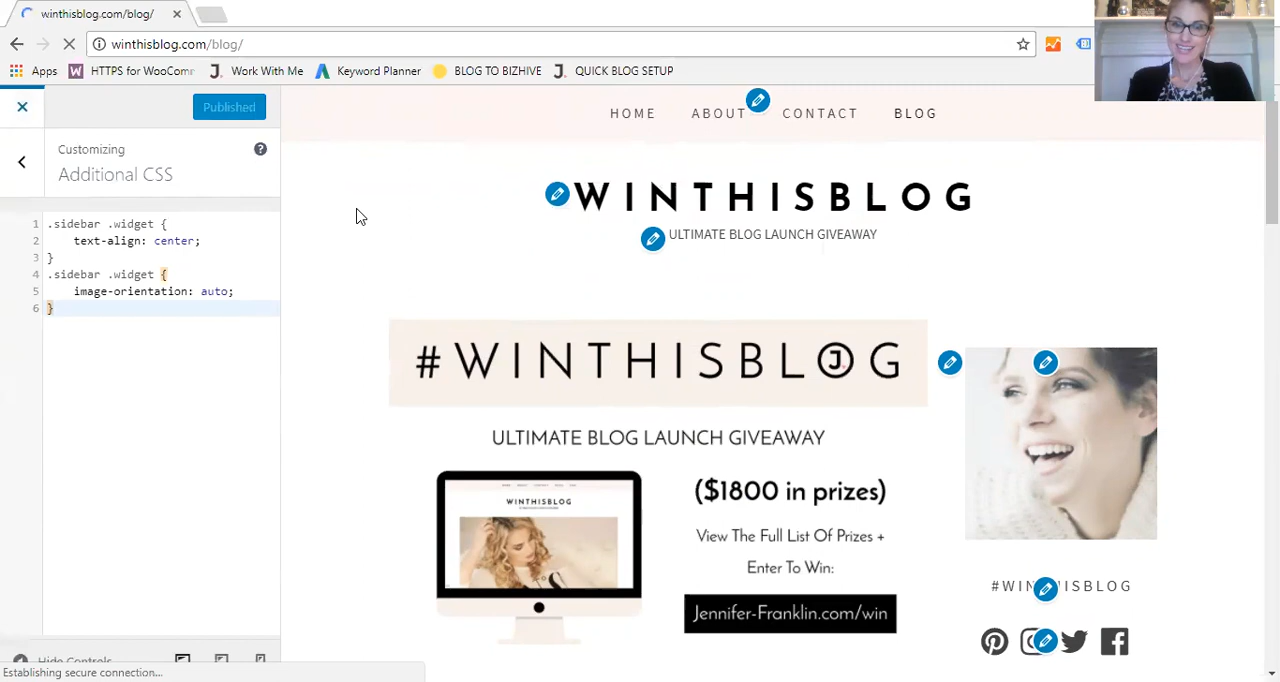 winthisblog.com/blog/
winthisblog.com/blog/
Apps HTTPS for WooComr Work With Me Keyword Planner BLOG TO BIZHIVE QUICK BLOG SETUP
Published
Customizing
Additional CSS
1 .sidebar .widget {
2 text-align: center;
3 }
4 .sidebar .widget {
5 image-orientation: auto;
6 }
Hide Controls
Establishing secure connection...
HOME ABOUT CONTACT BLOG
WINTHISBLOG
ULTIMATE BLOG LAUNCH GIVEAWAY
#WINTHISBLOG
ULTIMATE BLOG LAUNCH GIVEAWAY
WINTHISBLOG
($1800 in prizes)
View The Full List Of Prizes +
Enter To Win:
Jennifer-Franklin.com/win
#WINTHISBLOG